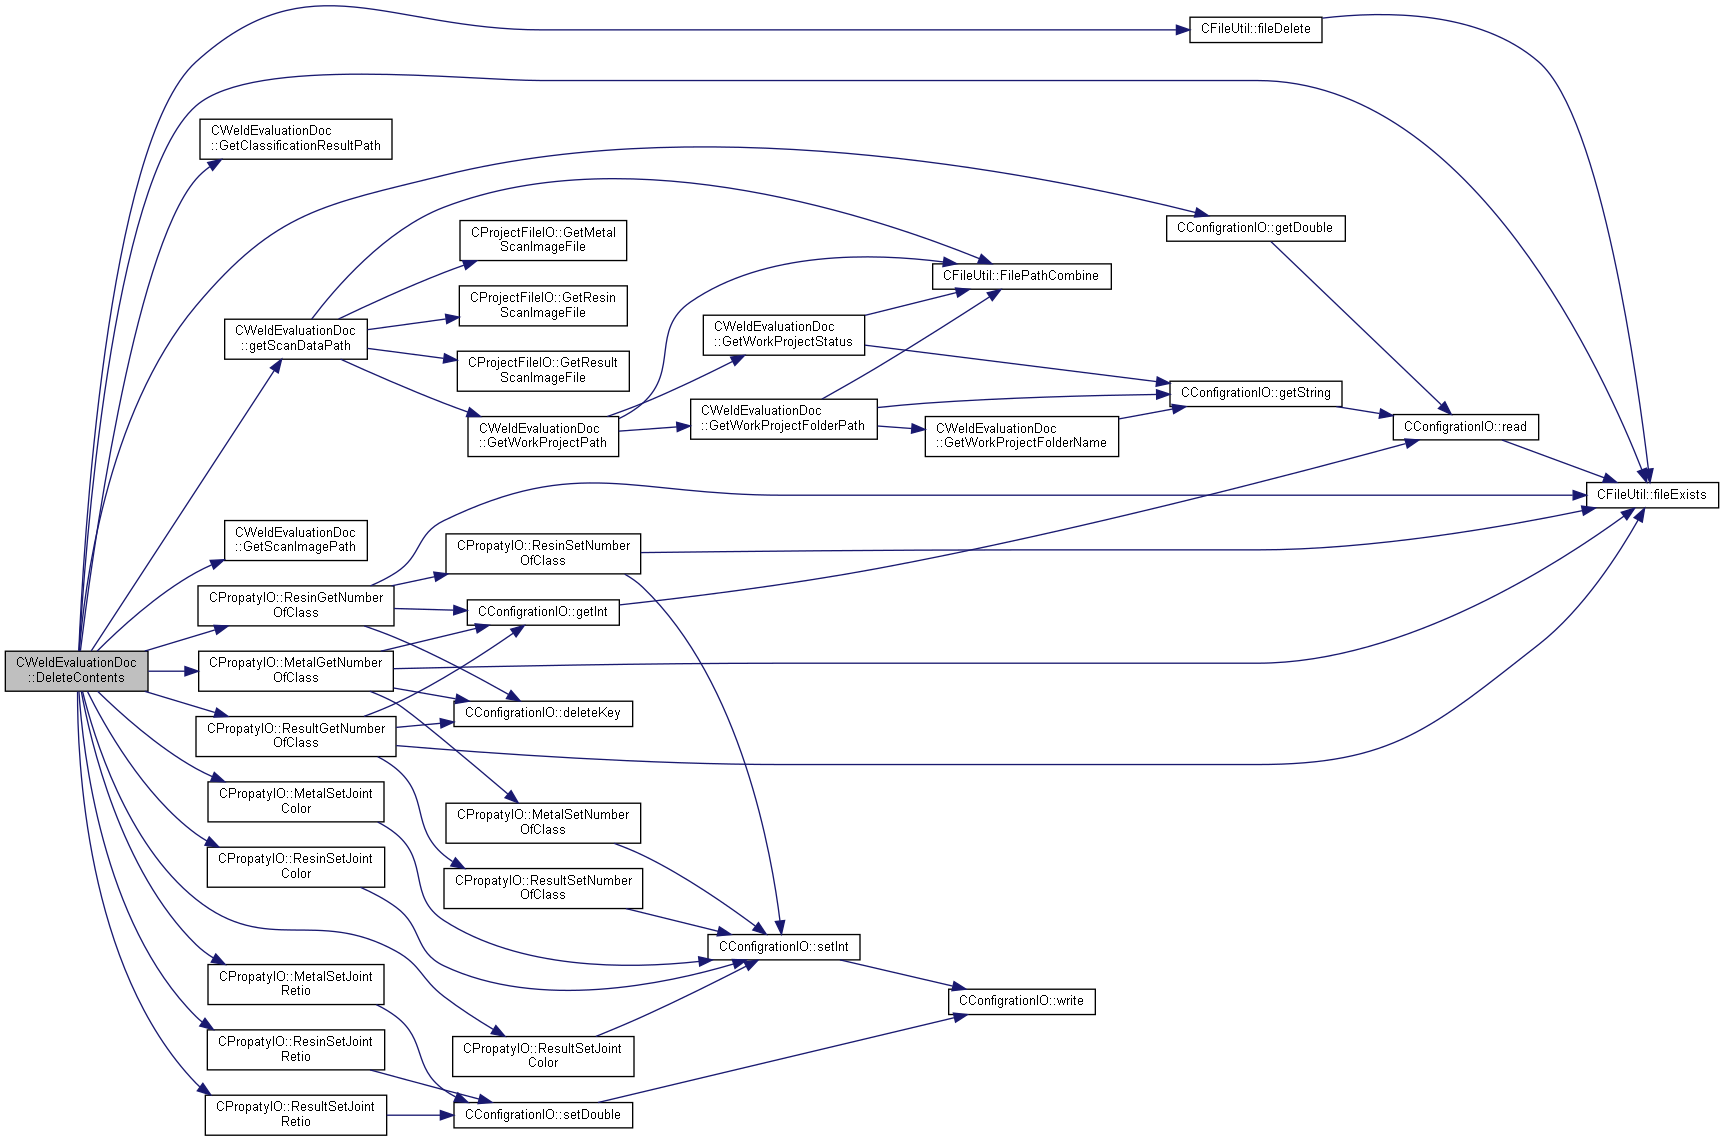 CFileUtil::fileDelete
CWeldEvaluationDoc
::GetClassificationResultPath
CConfigrationIO::getDouble
CProjectFileIO::GetMetal
ScanImageFile
CFileUtil::FilePathCombine
CProjectFileIO::GetResin
ScanImageFile
CWeldEvaluationDoc
::getScanDataPath
CWeldEvaluationDoc
::GetWorkProjectStatus
CProjectFileIO::GetResult
ScanImageFile
CConfigrationIO::getString
CWeldEvaluationDoc
::GetWorkProjectFolderPath
CWeldEvaluationDoc
::GetWorkProjectPath
CWeldEvaluationDoc
::GetWorkProjectFolderName
CConfigrationIO::read
CFileUtil::fileExists
CWeldEvaluationDoc
::GetScanImagePath
CPropatyIO::ResinSetNumber
OfClass
CPropatyIO::ResinGetNumber
OfClass
CConfigrationIO::getInt
CWeldEvaluationDoc
::DeleteContents
CPropatyIO::MetalGetNumber
OfClass
CConfigrationIO::deleteKey
CPropatyIO::ResultGetNumber
OfClass
CPropatyIO::MetalSetJoint
Color
CPropatyIO::MetalSetNumber
OfClass
CPropatyIO::ResinSetJoint
Color
CPropatyIO::ResultSetNumber
OfClass
CConfigrationIO::setInt
CPropatyIO::MetalSetJoint
Retio
CConfigrationIO::write
CPropatyIO::ResinSetJoint
Retio
CPropatyIO::ResultSetJoint
Color
CPropatyIO::ResultSetJoint
Retio
CConfigrationIO::setDouble